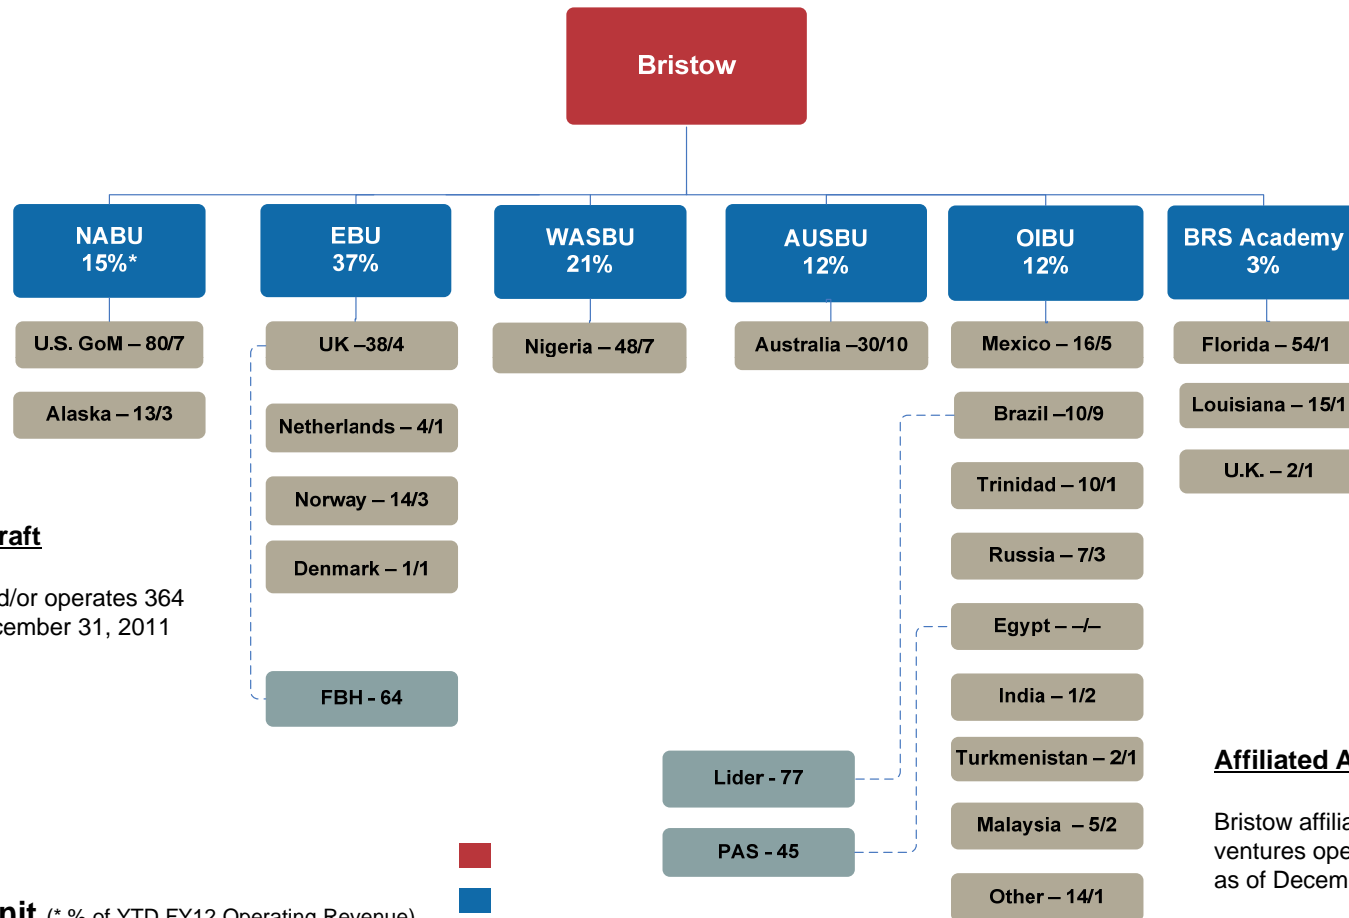 Bristow
NABU
15%*
EBU
37%
WASBU
21%
AUSBU
12%
OIBU
12%
BRS Academy
3%
U.S. GoM – 80/7
Alaska – 13/3
UK –38/4
Netherlands – 4/1
Norway – 14/3
Denmark – 1/1
FBH - 64
Nigeria – 48/7
Australia –30/10
Mexico – 16/5
Brazil –10/9
Trinidad – 10/1
Russia – 7/3
Egypt – –/–
India – 1/2
Turkmenistan – 2/1
Malaysia – 5/2
Other – 14/1
Florida – 54/1
Louisiana – 15/1
U.K. – 2/1
Lider - 77
PAS - 45
raft
d/or operates 364
cember 31, 2011
Affiliated A
Bristow affilia
ventures ope
as of Decem
nit (* % of YTD FY12 Operating Revenue)